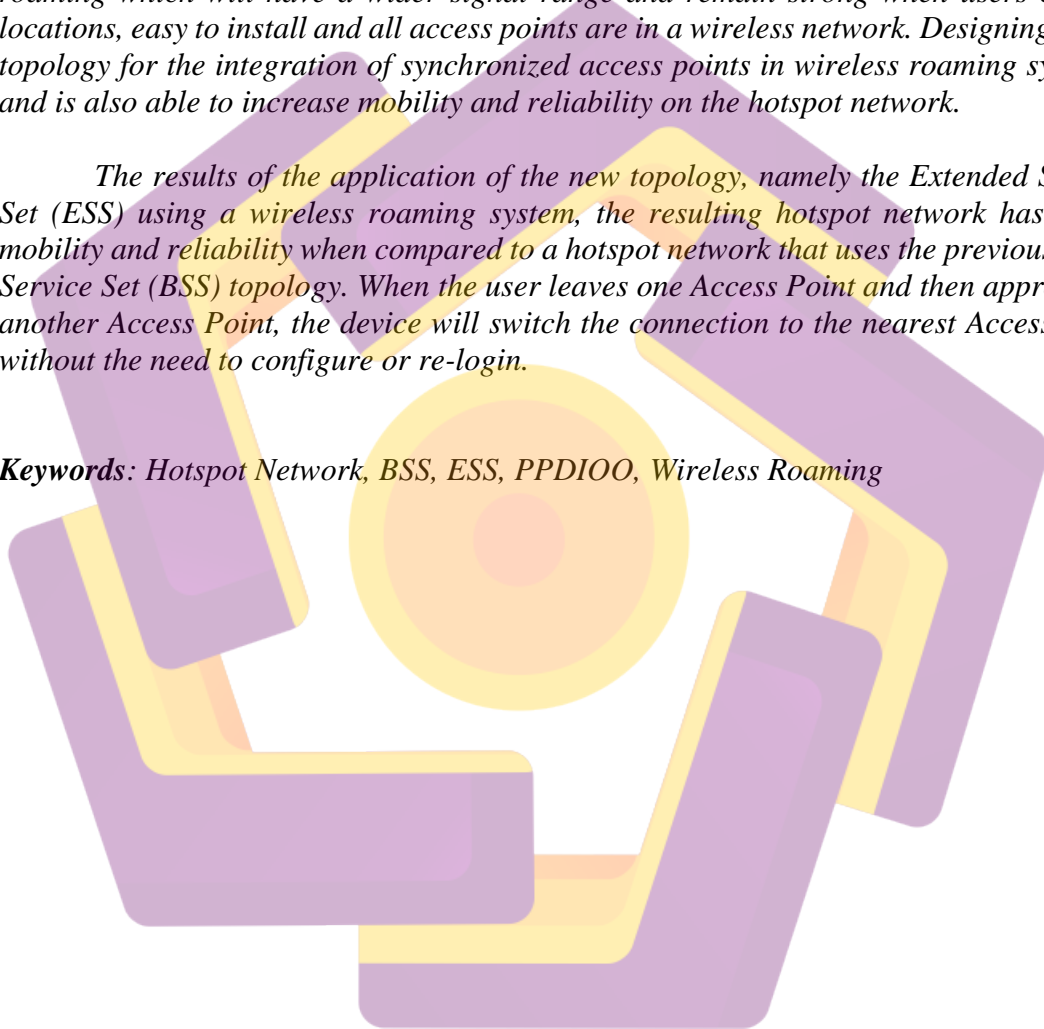 roaming which will have a wider signal range and remain strong when users
locations, easy to install and all access points are in a wireless network. Designing
topology for the integration of synchronized access points in wireless roaming sy
and is also able to increase mobility and reliability on the hotspot network.
The results of the application of the new topology, namely the Extended S
Set (ESS) using a wireless roaming system, the resulting hotspot network has
mobility and reliability when compared to a hotspot network that uses the previous
Service Set (BSS) topology. When the user leaves one Access Point and then appr
another Access Point, the device will switch the connection to the nearest Access
without the need to configure or re-login.
Keywords: Hotspot Network, BSS, ESS, PPDIOO, Wireless Roaming